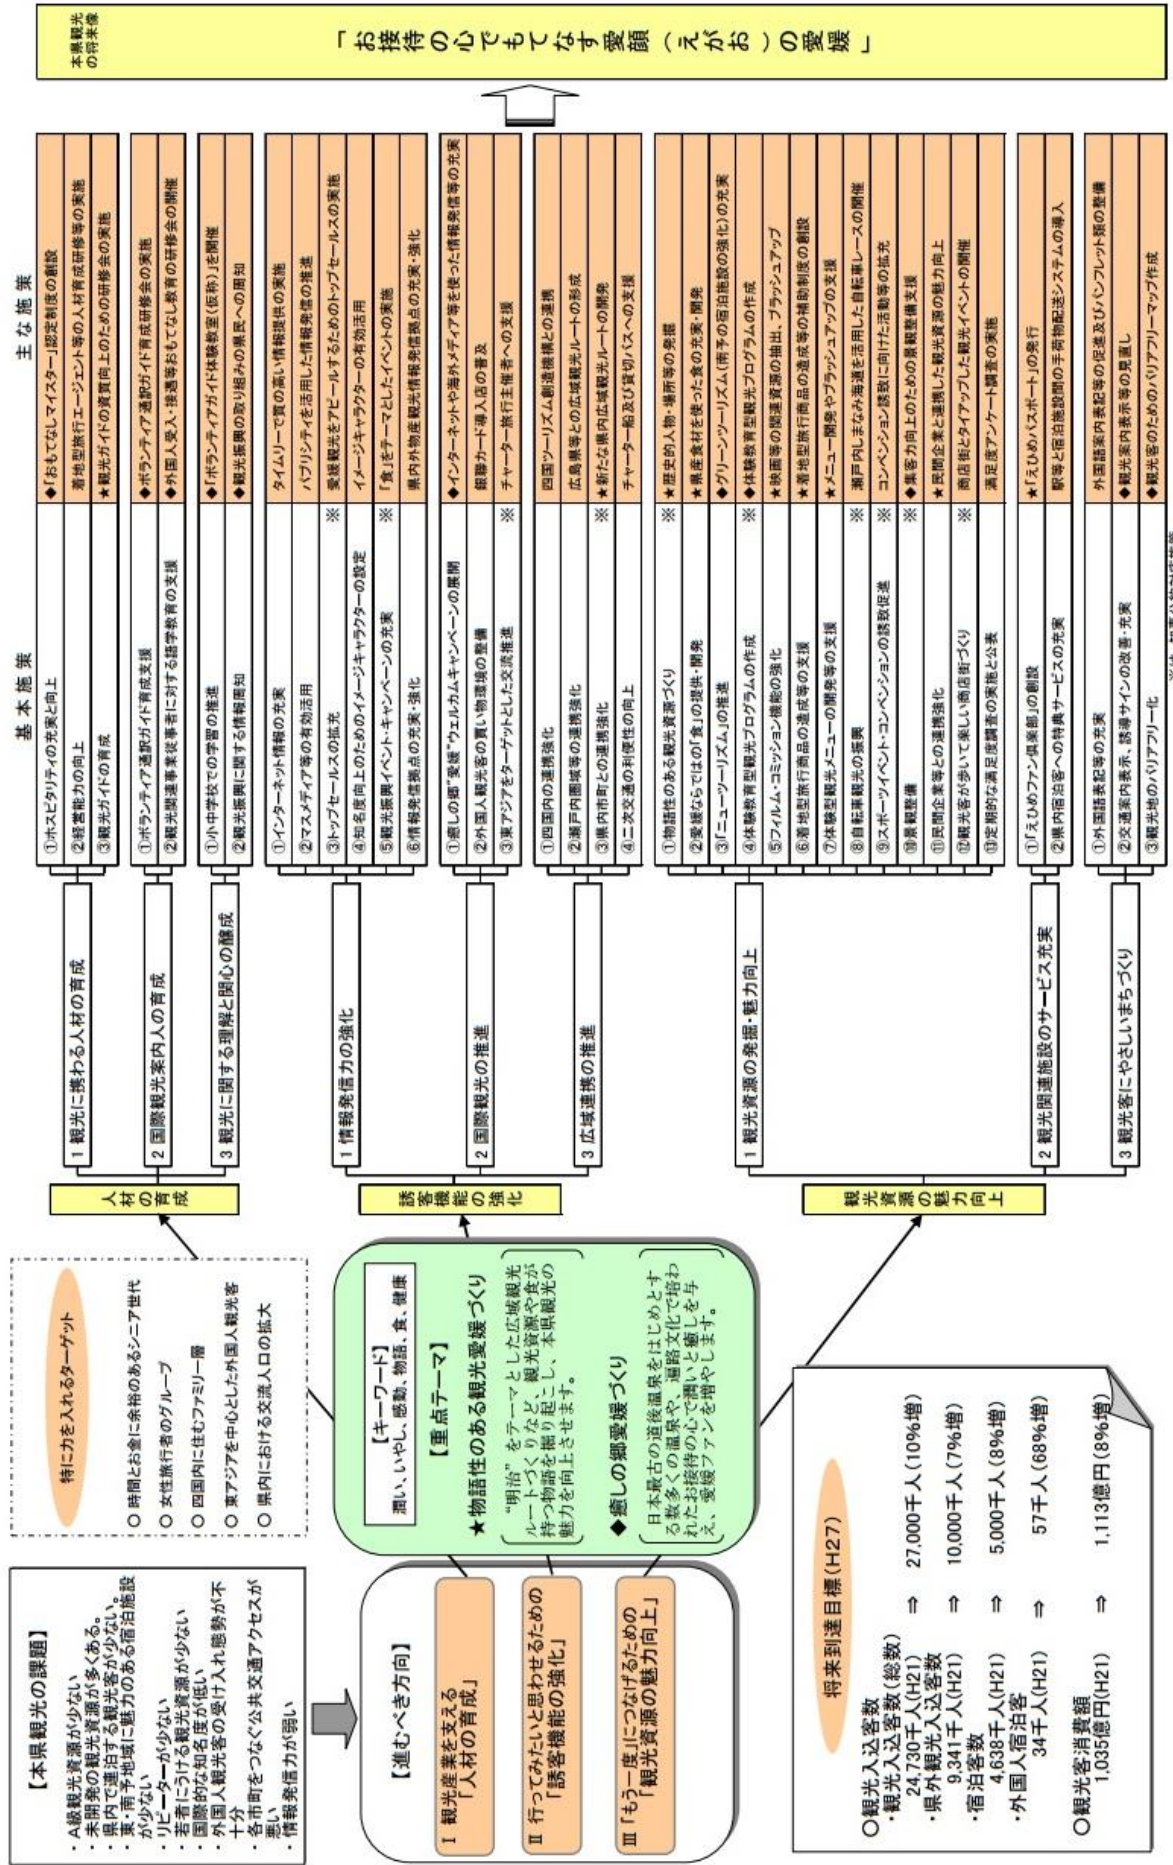 【本県観光の課題】
・A級観光資源が少ない
・未開発の観光資源が多くある。
・県内で連泊する観光客が少ない。
・東・南予地域に魅力のある宿泊施設
が少ない
・リピーターが少ない
・若者にうける観光資源が少ない
・国際的な知名度が低い
・外国人観光客の受け入れ態勢が不
十分
・各市町をつなぐ公共交通アクセスが
悪い
・情報発信力が弱い
【進むべき方向】
Ⅰ 観光産業を支える
「人材の育成」
Ⅱ 行ってみたいと思わせるための
「誘客機能の強化」
Ⅲ「もう一度」につなげるための
「観光資源の魅力向上」
特に力を入れるターゲット
○ 時間とお金に余裕のあるシニア世代
○ 女性旅行者のグループ
○ 四国内に住むファミリー層
○ 東アジアを中心とした外国人観光客
○ 県内における交流人口の拡大
【キーワード】
潤い、いやし、感動、物語、食、健康
【重点テーマ】
★物語性のある観光愛媛づくり
“明治”をテーマとした広域観光
ルートづくりなど、観光資源や食が
持つ物語を掘り起こし、本県観光の
魅力を向上させます。
◆癒しの郷愛媛づくり
日本最古の道後温泉をはじめとす
る数多くの温泉や、遍路文化で培わ
れたお接待の心で潤いと癒しを与
え、愛媛ファンを増やします。
将来到達目標(H27)
○観光入込客数
・観光入込客数(総数)
24,730千人(H21) ⇒ 27,000千人(10%増)
・県外観光入込客数
9,341千人(H21) ⇒ 10,000千人(7%増)
・宿泊客数
4,638千人(H21) ⇒ 5,000千人(8%増)
・外国人宿泊客
34千人(H21) ⇒ 57千人(68%増)
○観光客消費額
1,035億円(H21) ⇒ 1,113億円(8%増)
基本施策
主な施策
人材の育成
1 観光に携わる人材の育成
①ホスピタリティの充実と向上 ◆「おもてなしマイスター」認定制度の創設
②経営能力の向上 着地型旅行エージェント等の人材育成研修等の実施
③観光ガイドの育成 ★観光ガイドの資質向上のための研修会の実施
2 国際観光案内人の育成
①ボランティア通訳ガイド育成支援 ◆ボランティア通訳ガイド育成研修会の実施
②観光関連事業従事者に対する語学教育の支援 ◆外国人受入・接遇等おもてなし教育の研修会の開催
3 観光に関する理解と関心の醸成
①小中学校での学習の推進 ◆「ボランティアガイド体験教室(仮称)」を開催
②観光振興に関する情報周知 ◆観光振興の取り組みの県民への周知
誘客機能の強化
1 情報発信力の強化
①インターネット情報の充実 タイムリーで質の高い情報提供の実施
②マスメディア等の有効活用 パブリシティを活用した情報発信の推進
③トップセールスの拡充 ※ 愛媛観光をアピールするためのトップセールスの実施
④知名度向上のためのイメージキャラクターの設定 イメージキャラクターの有効活用
⑤観光振興イベント・キャンペーンの充実 ※ 「食」をテーマとしたイベントの実施
⑥情報発信拠点の充実・強化 県内外物産観光情報発信拠点の充実・強化
2 国際観光の推進
①癒しの郷“愛媛”ウェルカムキャンペーンの展開 ◆インターネットや海外メディア等を使った情報発信等の充実
②外国人観光客の買い物環境の整備 銀聯カード導入店の普及
③東アジアをターゲットとした交流推進 ※ チャーター旅行主催者への支援
3 広域連携の推進
①四国内の連携強化 四国ツーリズム創造機構との連携
②瀬戸内圏域等の連携強化 広島県等との広域観光ルートの形成
③県内市町との連携強化 ※ ★新たな県内広域観光ルートの開発
④二次交通の利便性の向上 チャーター船及び貸切バスへの支援
観光資源の魅力向上
1 観光資源の発掘・魅力向上
①物語性のある観光資源づくり ※ ★歴史的人物・場所等の発掘
②愛媛ならではの「食」の提供・開発 ★県産食材を使った食の充実・開発
③「ニューツーリズム」の推進 ◆グリーンツーリズム(南予の宿泊施設の強化)の充実
④体験教育型観光プログラムの作成 ※ ◆体験教育型観光プログラムの作成
⑤フィルム・コミッション機能の強化 ★映画等の関連資源の抽出、ブラッシュアップ
⑥着地型旅行商品の造成等の支援 ★着地型旅行商品の造成等の補助制度の創設
⑦体験型観光メニューの開発等の支援 ★メニュー開発やブラッシュアップの支援
⑧自転車観光の振興 ※ 瀬戸内しまなみ海道を活用した自転車レースの開催
⑨スポーツイベント・コンベンションの誘致促進 ※ コンベンション誘致に向けた活動等の拡充
⑩景観整備 ※ ◆集客力向上のための景観整備支援
⑪民間企業等との連携強化 ★民間企業と連携した観光資源の魅力向上
⑫観光客が歩いて楽しい商店街づくり ※ 商店街とタイアップした観光イベントの開催
⑬定期的な満足度調査の実施と公表 満足度アンケート調査の実施
2 観光関連施設のサービス充実
①「えひめファン倶楽部」の創設 ★「えひめパスポート」の発行
②県内宿泊客への特典サービスの充実 駅等と宿泊施設間の手荷物配送システムの導入
3 観光客にやさしいまちづくり
①外国語表記等の充実 外国語案内表記等の促進及びパンフレット類の整備
②交通案内表示、誘導サインの改善・充実 ◆観光案内表示等の見直し
③観光地のバリアフリー化 ◆観光客のためのバリアフリーマップ作成
本県観光
の将来像
「お接待の心でもてなす愛顔(えがお)の愛媛」